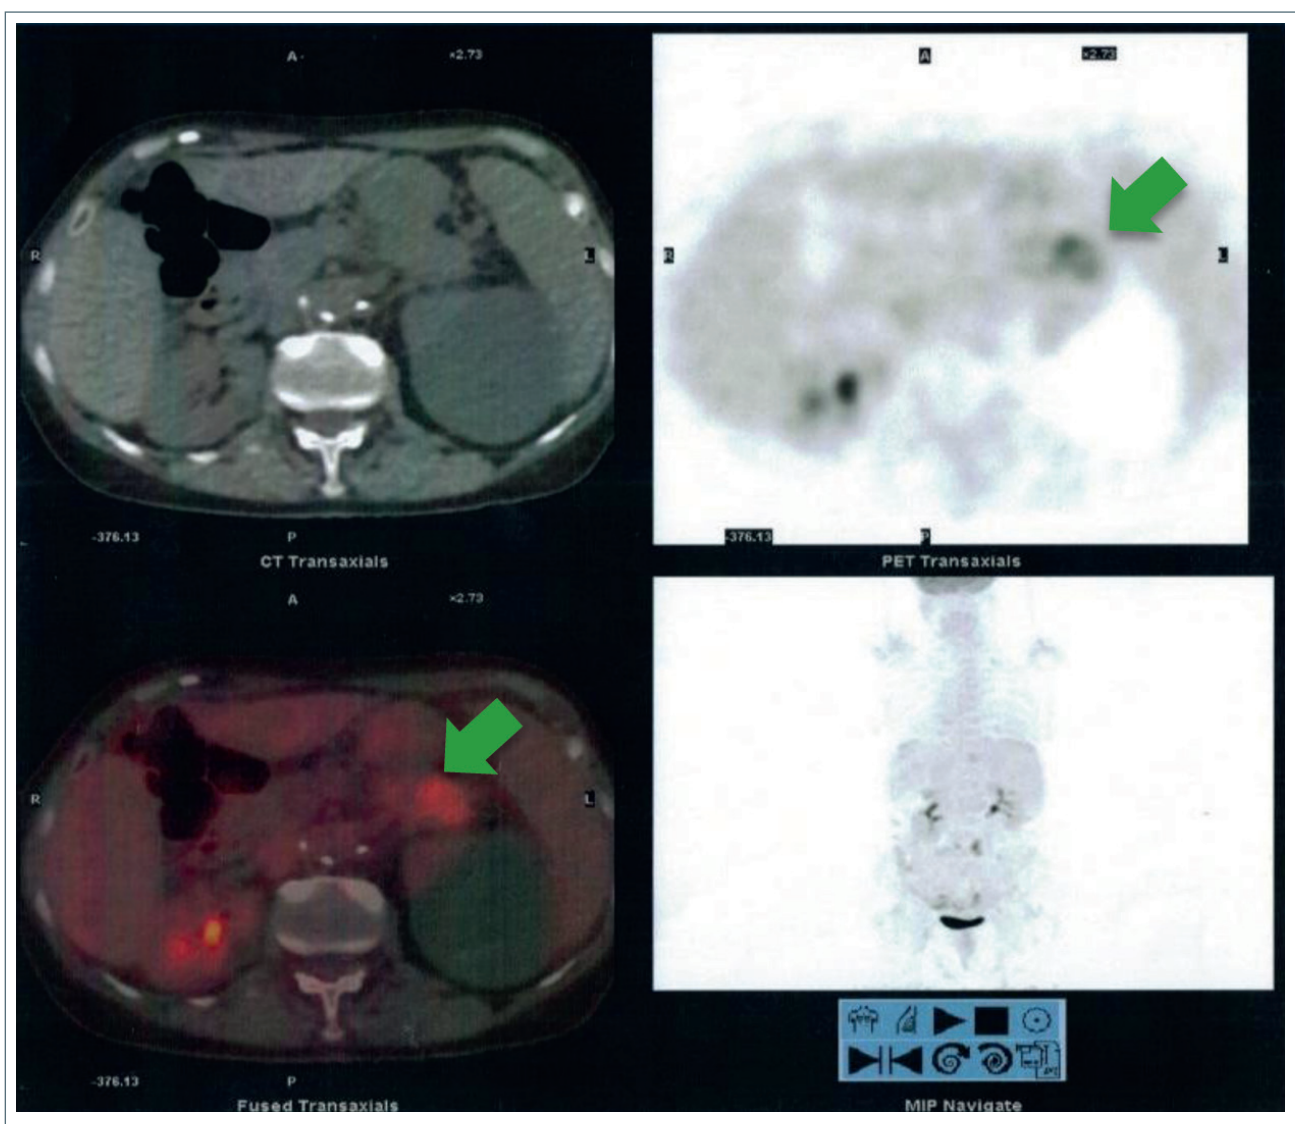 A
×2.73
R
L
-376.13
P
CT Transaxials
A
×2.73
R
L
-376.13
P
PET Transaxials
A
×2.73
R
L
-376.13
P
Fused Transaxials
MIP Navigate